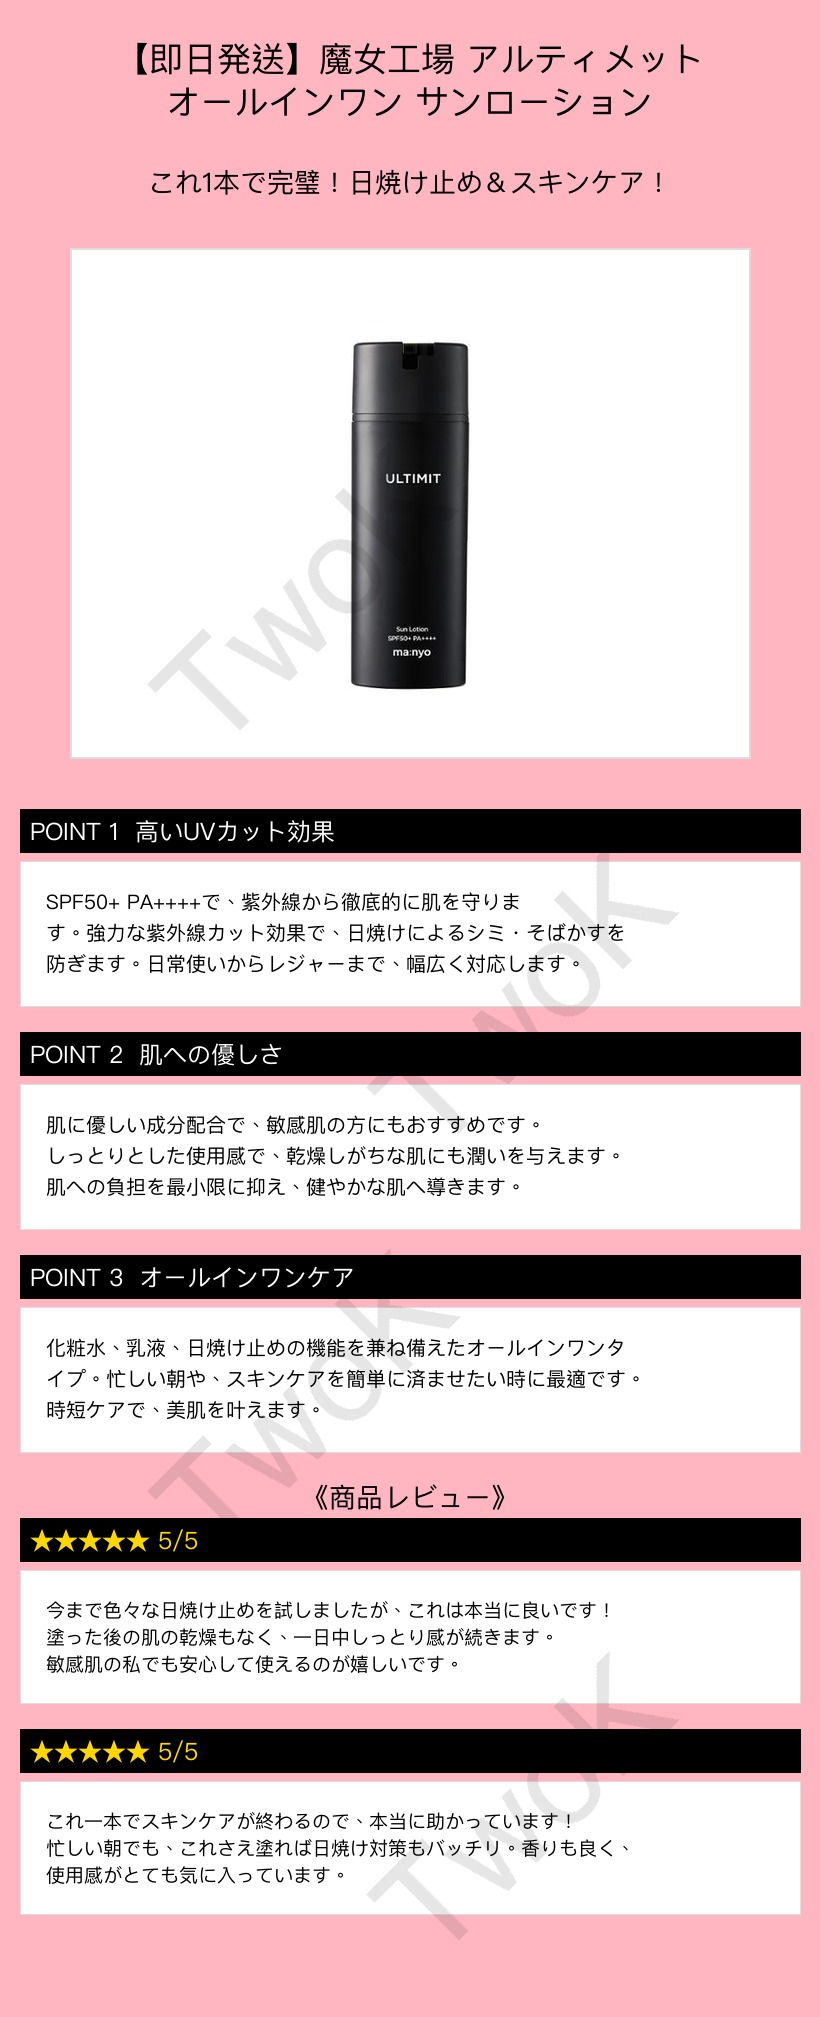 【即日発送】魔女工場 アルティメット
オールインワン サンローション
これ1本で完璧！日焼け止め＆スキンケア！
ULTIMIT
Sun Lotion
SPF50+ PA++++
ma:nyo
TwoK
POINT 1 高いUVカット効果
SPF50+ PA++++で、紫外線から徹底的に肌を守りま
す。強力な紫外線カット効果で、日焼けによるシミ・そばかすを
防ぎます。日常使いからレジャーまで、幅広く対応します。
TwoK
POINT 2 肌への優しさ
肌に優しい成分配合で、敏感肌の方にもおすすめです。
しっとりとした使用感で、乾燥しがちな肌にも潤いを与えます。
肌への負担を最小限に抑え、健やかな肌へ導きます。
POINT 3 オールインワンケア
化粧水、乳液、日焼け止めの機能を兼ね備えたオールインワンタ
イプ。忙しい朝や、スキンケアを簡単に済ませたい時に最適です。
時短ケアで、美肌を叶えます。
TwoK
《商品レビュー》
★★★★★ 5/5
今まで色々な日焼け止めを試しましたが、これは本当に良いです！
塗った後の肌の乾燥もなく、一日中しっとり感が続きます。
敏感肌の私でも安心して使えるのが嬉しいです。
★★★★★ 5/5
これ一本でスキンケアが終わるので、本当に助かっています！
忙しい朝でも、これさえ塗れば日焼け対策もバッチリ。香りも良く、
使用感がとても気に入っています。
TwoK